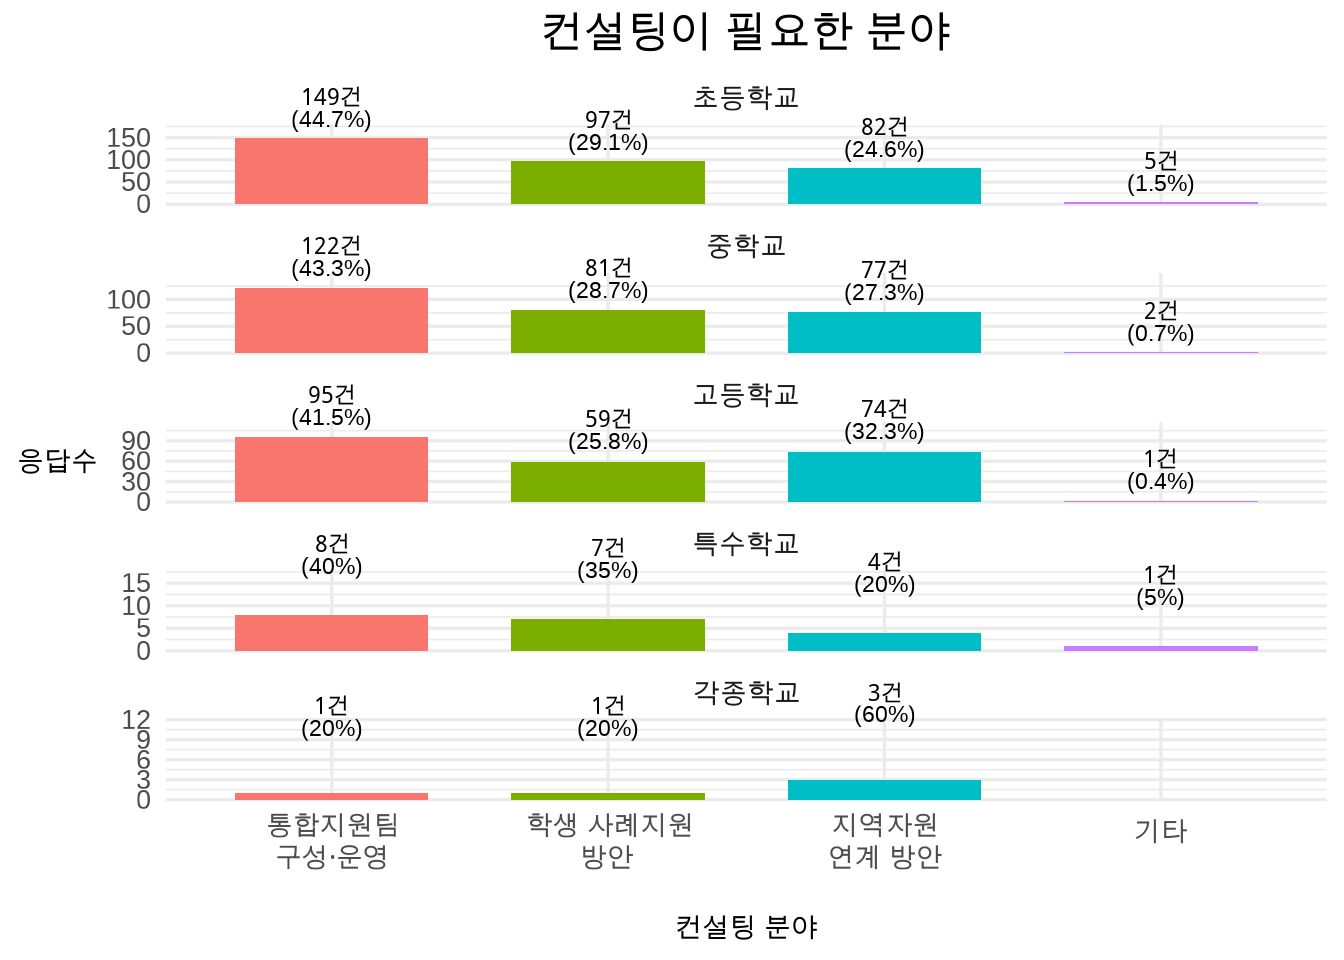 컨설팅이 필요한 분야
초등학교
149건
(44.7%)
97건
(29.1%)
82건
(24.6%)
5건
(1.5%)
150
100
50
0
중학교
122건
(43.3%)
81건
(28.7%)
77건
(27.3%)
2건
(0.7%)
100
50
0
고등학교
95건
(41.5%)
59건
(25.8%)
74건
(32.3%)
1건
(0.4%)
90
60
30
0
응답수
특수학교
8건
(40%)
7건
(35%)
4건
(20%)
1건
(5%)
15
10
5
0
각종학교
1건
(20%)
1건
(20%)
3건
(60%)
12
9
6
3
0
통합지원팀
구성·운영
학생 사례지원
방안
지역자원
연계 방안
기타
컨설팅 분야